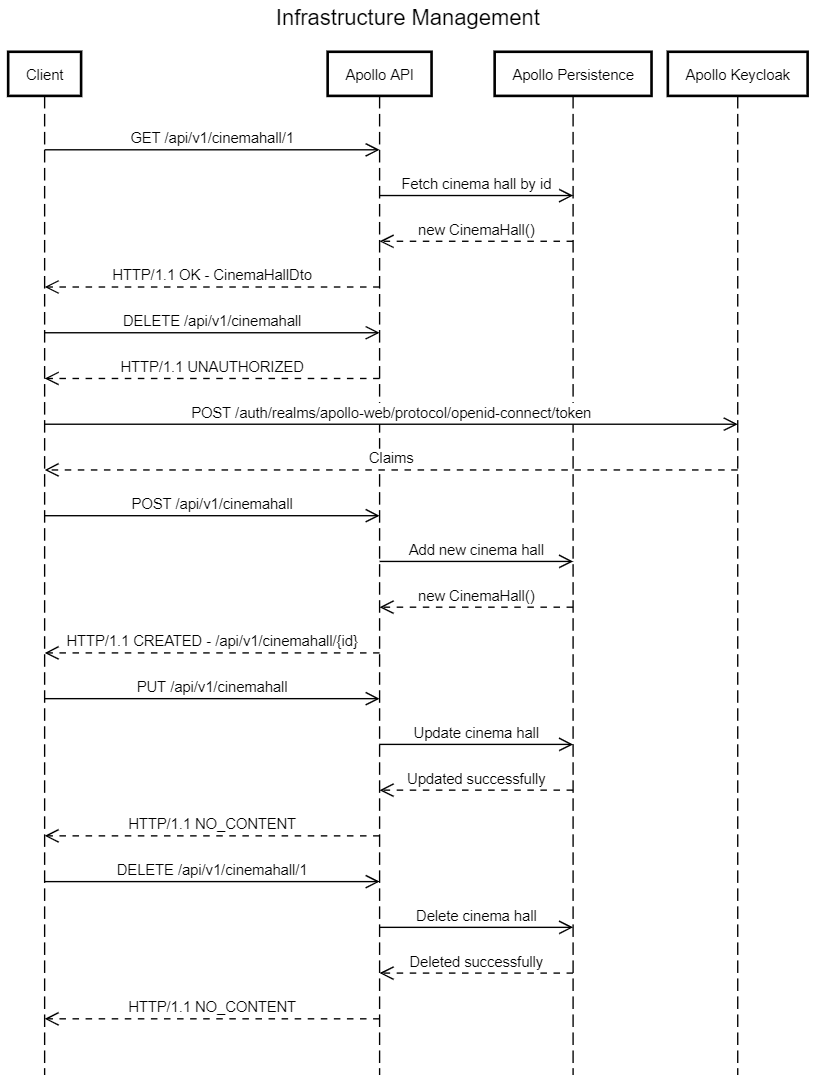 Infrastructure Management
Client
Apollo API
Apollo Persistence
Apollo Keycloak
GET /api/v1/cinemahall/1
Fetch cinema hall by id
new CinemaHall()
HTTP/1.1 OK - CinemaHallDto
DELETE /api/v1/cinemahall
HTTP/1.1 UNAUTHORIZED
POST /auth/realms/apollo-web/protocol/openid-connect/token
Claims
POST /api/v1/cinemahall
Add new cinema hall
new CinemaHall()
HTTP/1.1 CREATED - /api/v1/cinemahall/{id}
PUT /api/v1/cinemahall
Update cinema hall
Updated successfully
HTTP/1.1 NO_CONTENT
DELETE /api/v1/cinemahall/1
Delete cinema hall
Deleted successfully
HTTP/1.1 NO_CONTENT